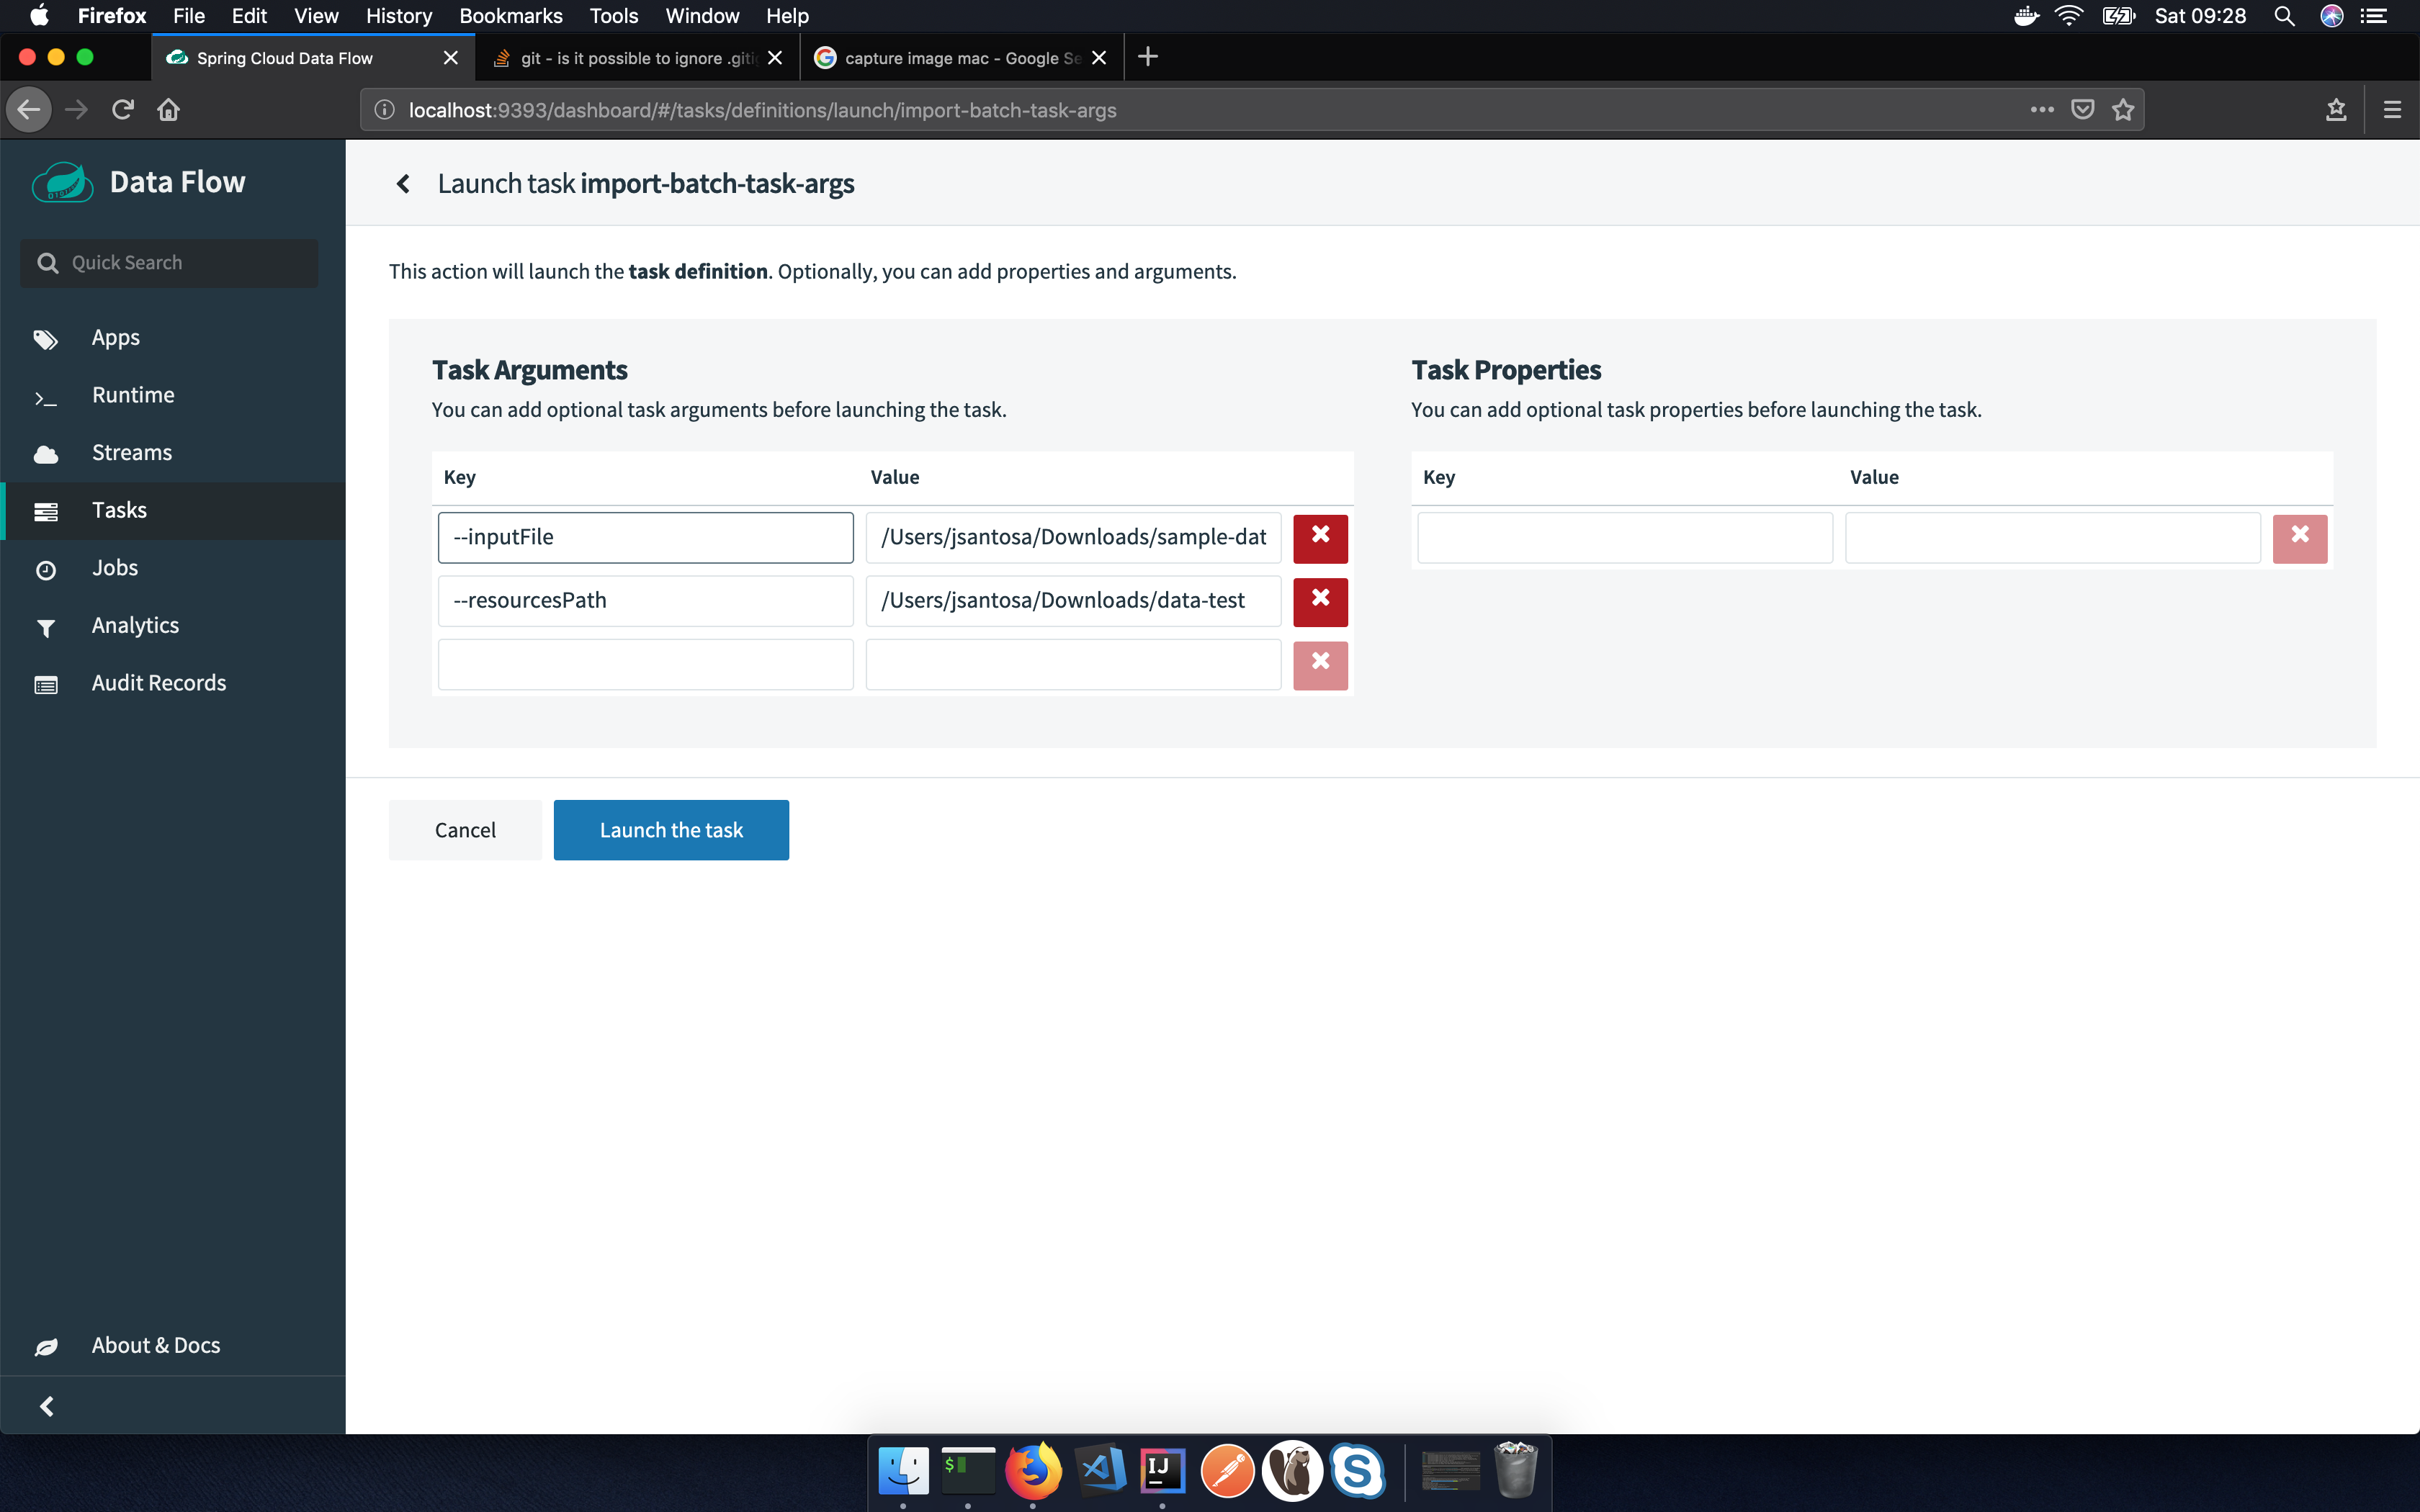 Firefox File Edit View History Bookmarks Tools Window Help Sat 09:28
Spring Cloud Data Flow git - is it possible to ignore .giti capture image mac - Google Se
localhost:9393/dashboard/#/tasks/definitions/launch/import-batch-task-args
Data Flow
Quick Search
Apps
Runtime
Streams
Tasks
Jobs
Analytics
Audit Records
About & Docs
Launch task import-batch-task-args
This action will launch the task definition. Optionally, you can add properties and arguments.
Task Arguments
You can add optional task arguments before launching the task.
Key Value
--inputFile /Users/jsantosa/Downloads/sample-dat
--resourcesPath /Users/jsantosa/Downloads/data-test
Task Properties
You can add optional task properties before launching the task.
Key Value
Cancel Launch the task
$ IJ S